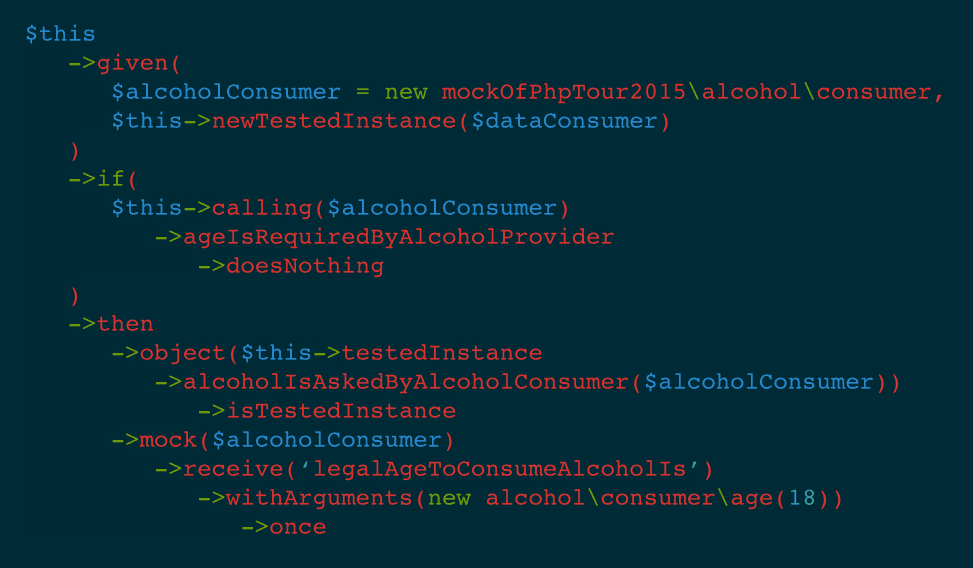 $this
->given(
$alcoholConsumer = new mockOfPhpTour2015\alcohol\consumer,
$this->newTestedInstance($dataConsumer)
)
->if(
$this->calling($alcoholConsumer)
->ageIsRequiredByAlcoholProvider
->doesNothing
)
->then
->object($this->testedInstance
->alcoholIsAskedByAlcoholConsumer($alcoholConsumer))
->isTestedInstance
->mock($alcoholConsumer)
->receive(‘legalAgeToConsumeAlcoholIs’)
->withArguments(new alcohol\consumer\age(18))
->once